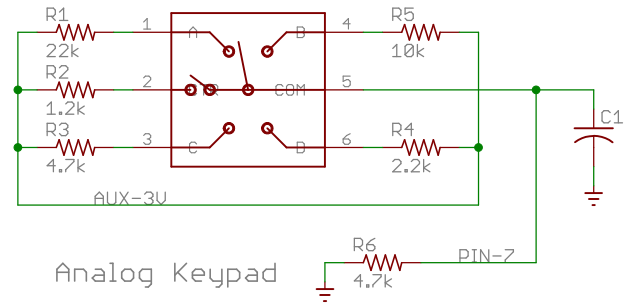 R1
22k
1
A
B
4
R5
10k
R2
1.2k
2
COM
5
R3
4.7k
3
C
D
6
R4
2.2k
C1
AUX-3V
R6
4.7k
PIN-7
Analog Keypad